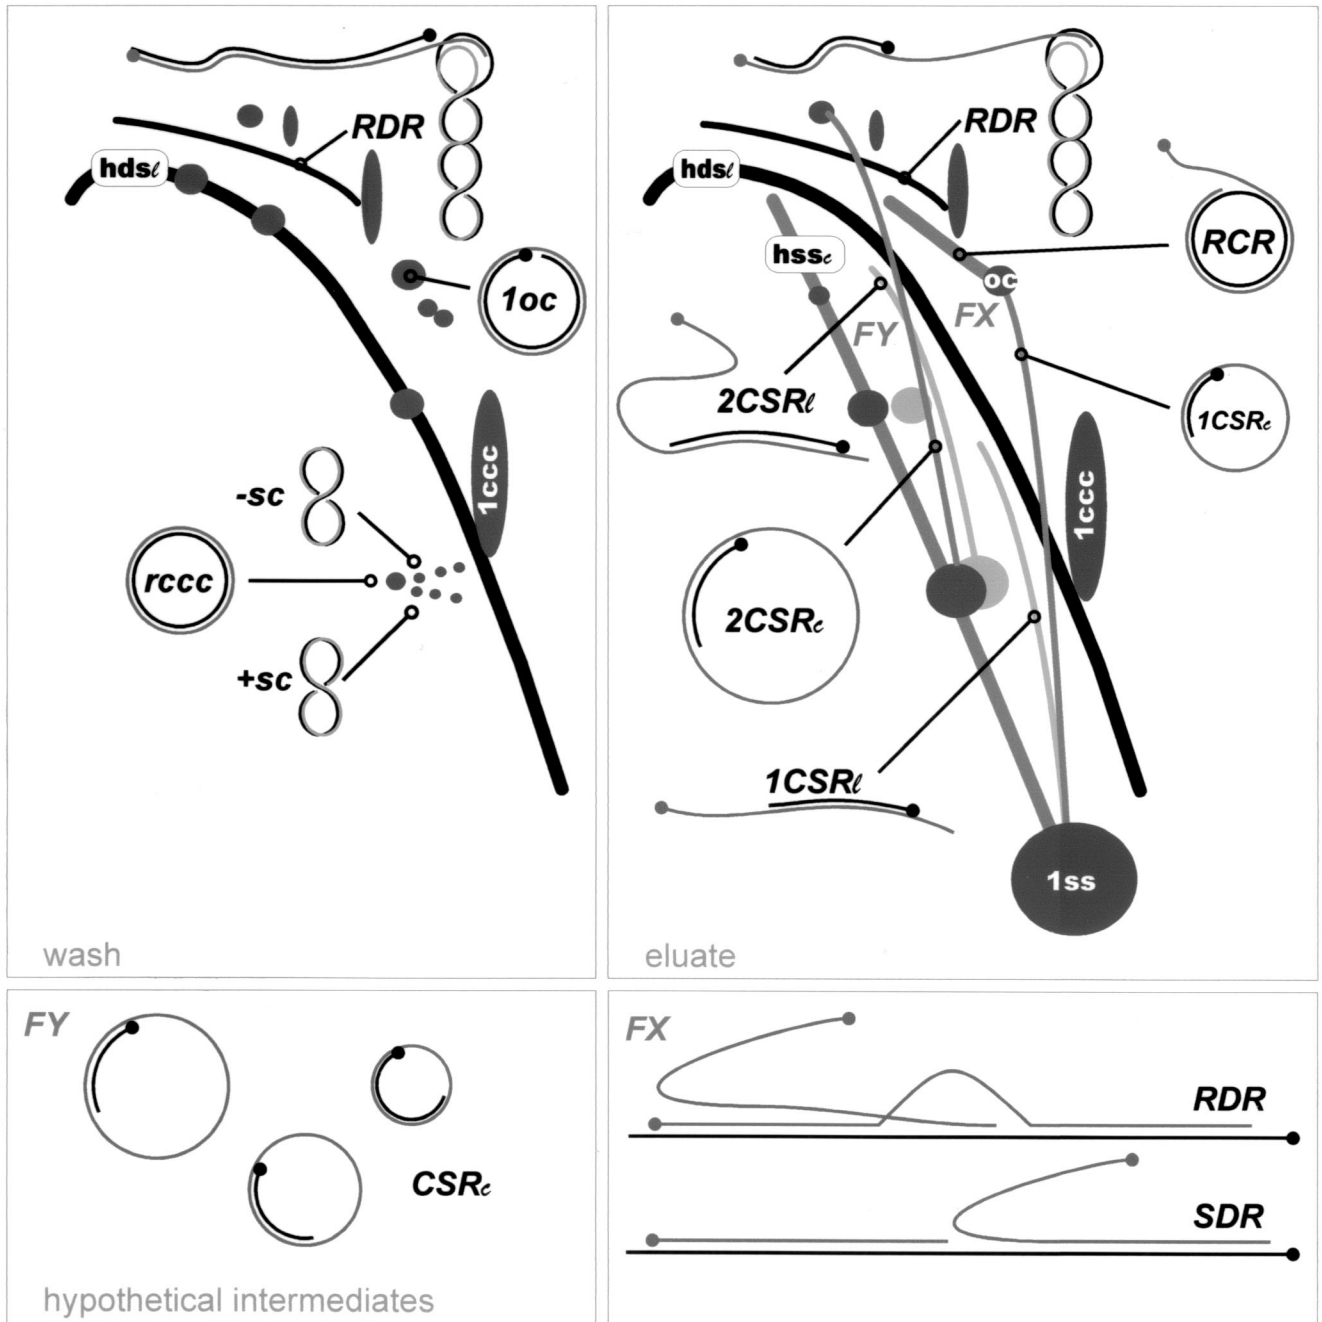 RDR
hdsℓ
1oc
1ccc
-sc
rccc
+sc
wash
RDR
hdsℓ
RCR
hssc
oc
FX
FY
2CSRℓ
1CSRc
1ccc
2CSRc
1CSRℓ
1ss
eluate
FY
CSRc
hypothetical intermediates
FX
RDR
SDR